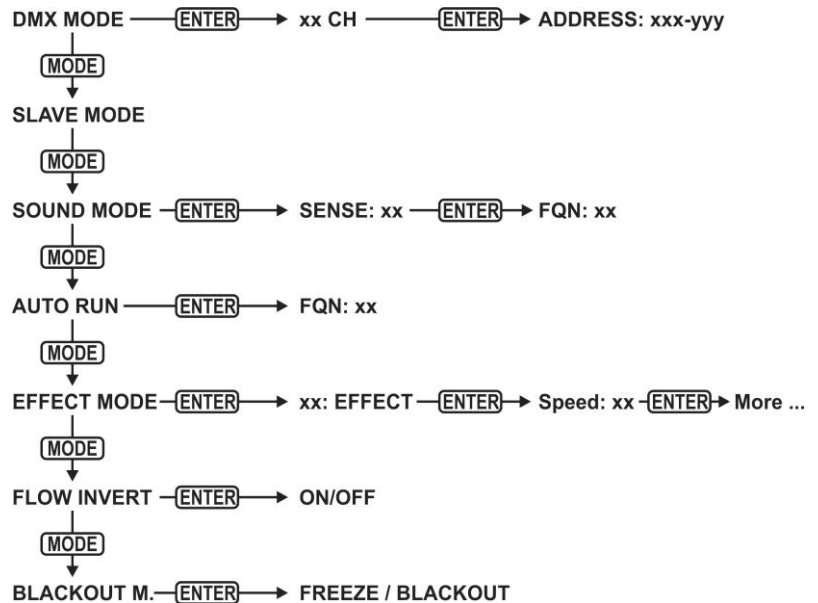 DMX MODE ENTER xx CH ENTER ADDRESS: xxx-yyy
MODE
SLAVE MODE
MODE
SOUND MODE ENTER SENSE: xx ENTER FQN: xx
MODE
AUTO RUN ENTER FQN: xx
MODE
EFFECT MODE ENTER xx: EFFECT ENTER Speed: xx ENTER More ...
MODE
FLOW INVERT ENTER ON/OFF
MODE
BLACKOUT M. ENTER FREEZE / BLACKOUT